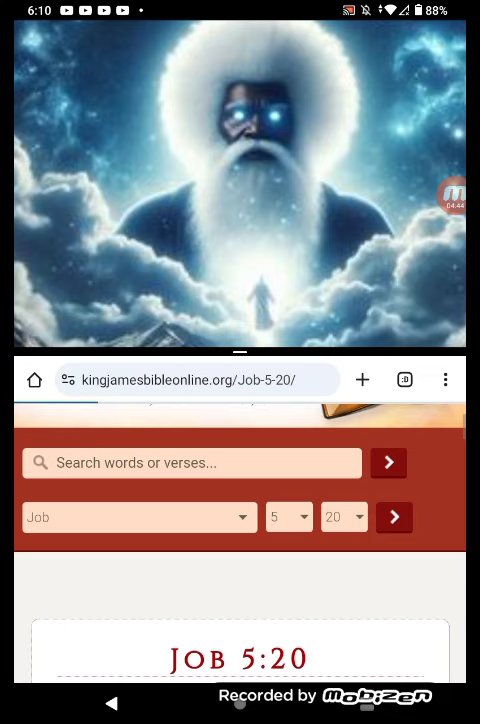 6:10
88%
04:44
kingjamesbibleonline.org/Job-5-20/
:D
Search words or verses...
Job 5 20
Job 5:20
Recorded by Mobizen